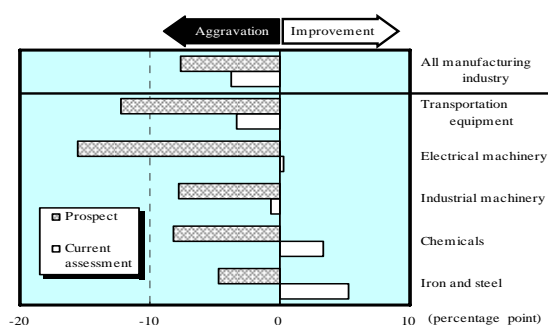 Aggravation Improvement
All manufacturing
industry
Transportation
equipment
Electrical machinery
Industrial machinery
Chemicals
Iron and steel
Prospect
Current
assessment
-20 -10 0 10
(percentage point)